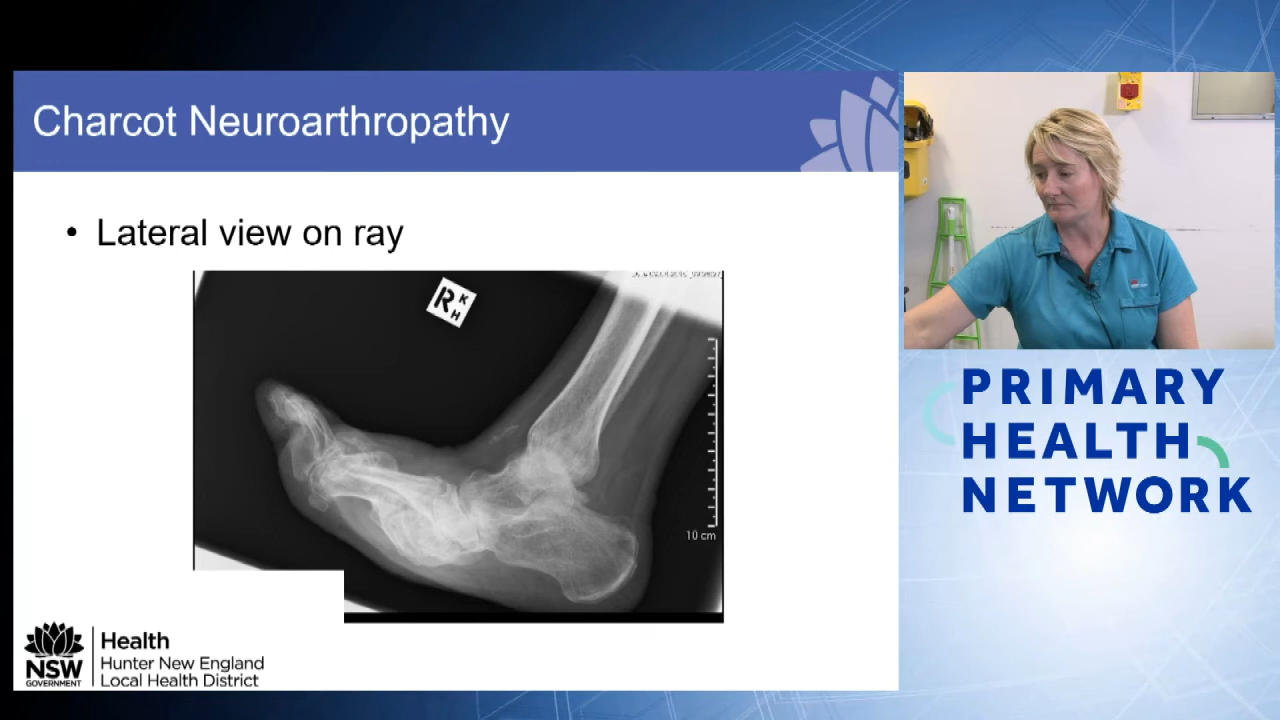 Charcot Neuroarthropathy
• Lateral view on ray
R K
H
10 cm
NSW
GOVERNMENT
Health
Hunter New England
Local Health District
PRIMARY
HEALTH
NETWORK